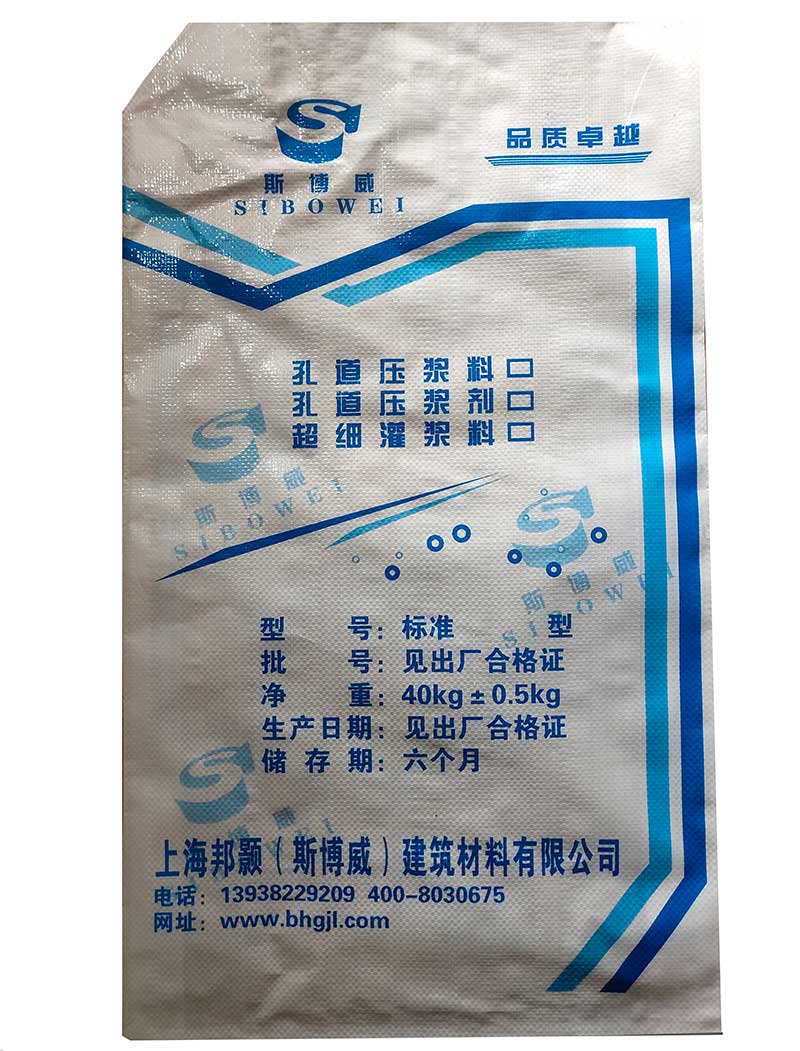 斯博威
SIBOWEI
品质卓越
孔道压浆料□
孔道压浆剂□
超细灌浆料□
斯博威
SIBOWEI
斯博威
SIBOWEI
型 号：标准 型
批 号：见出厂合格证
净 重：40kg±0.5kg
生产日期：见出厂合格证
储存期：六个月
上海邦颢（斯博威）建筑材料有限公司
电话：13938229209 400-8030675
网址：www.bhgjl.com